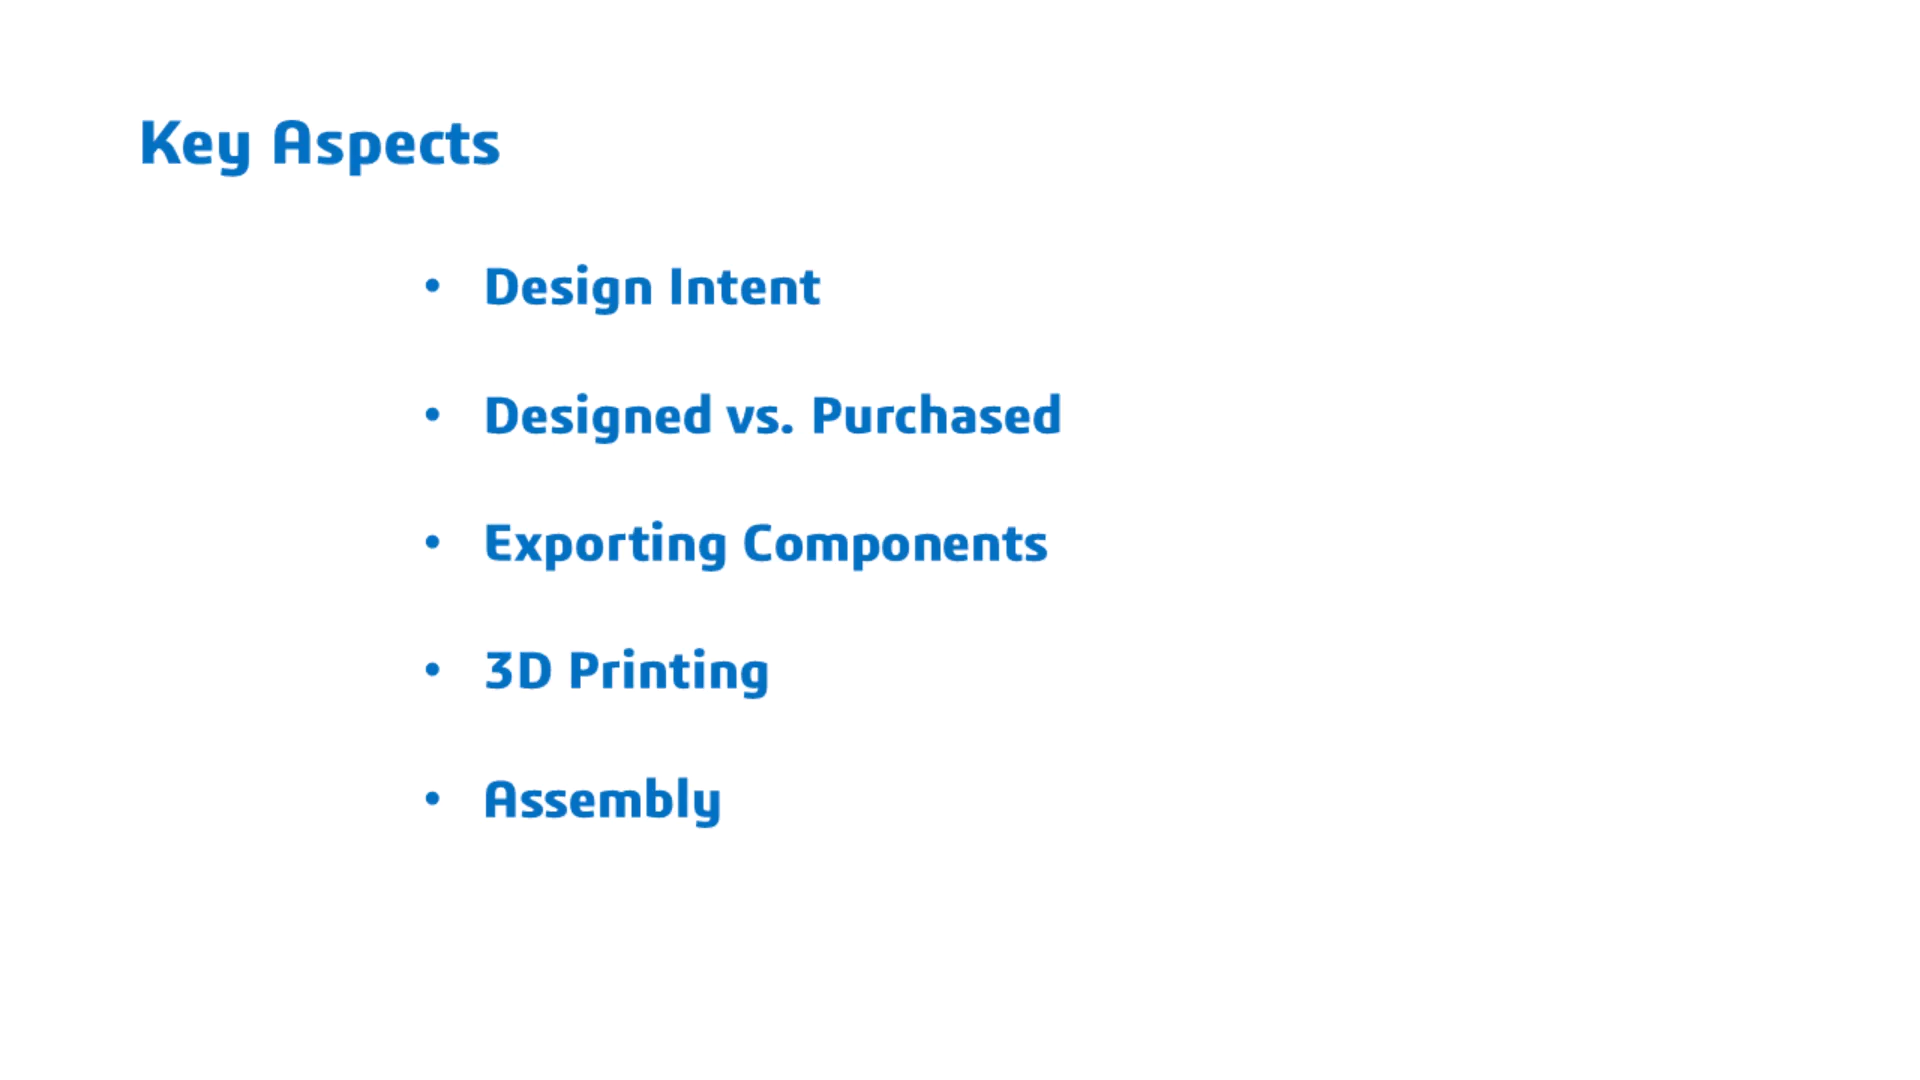 Key Aspects
• Design Intent
• Designed vs. Purchased
• Exporting Components
• 3D Printing
• Assembly